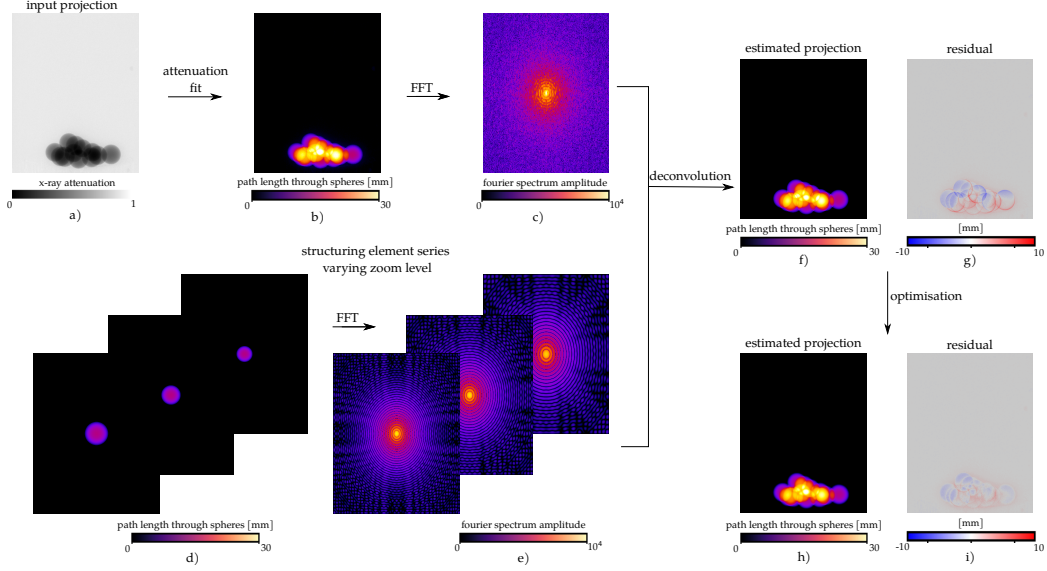 input projection
attenuation
fit
FFT
x-ray attenuation
0
1
a)
path length through spheres [mm]
0
30
b)
fourier spectrum amplitude
0
10⁴
c)
deconvolution
estimated projection
residual
path length through spheres [mm]
0
30
f)
[mm]
-10
10
g)
structuring element series
varying zoom level
FFT
path length through spheres [mm]
0
30
d)
fourier spectrum amplitude
0
10⁴
e)
optimisation
estimated projection
residual
path length through spheres [mm]
0
30
h)
[mm]
-10
10
i)